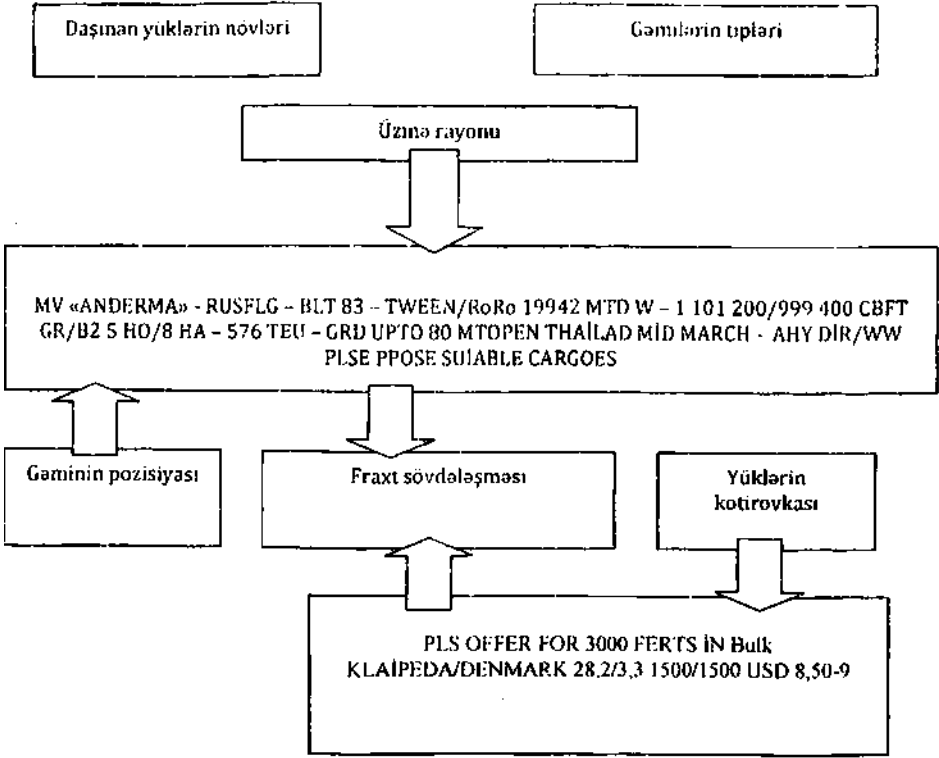 Daşınan yüklərin növləri
Gəmilərin tipləri
Üzmə rayonu
MV «ANDERMA» - RUSFLG – BLT 83 – TWEEN/RoRo 19942 MTD W – 1 101 200/999 400 CBFT
GR/B2 5 HO/8 HA – 576 TEU – GRD UPTO 80 MTOPEN THAİLAD MİD MARCH - AHY DİR/WW
PLSE PPOSE SUIABLE CARGOES
Gəminin pozisiyası
Fraxt sövdələşməsi
Yüklərin
kotirovkası
PLS OFFER FOR 3000 FERTS İN Bulk
KLAİPEDA/DENMARK 28,2/3,3 1500/1500 USD 8,50-9